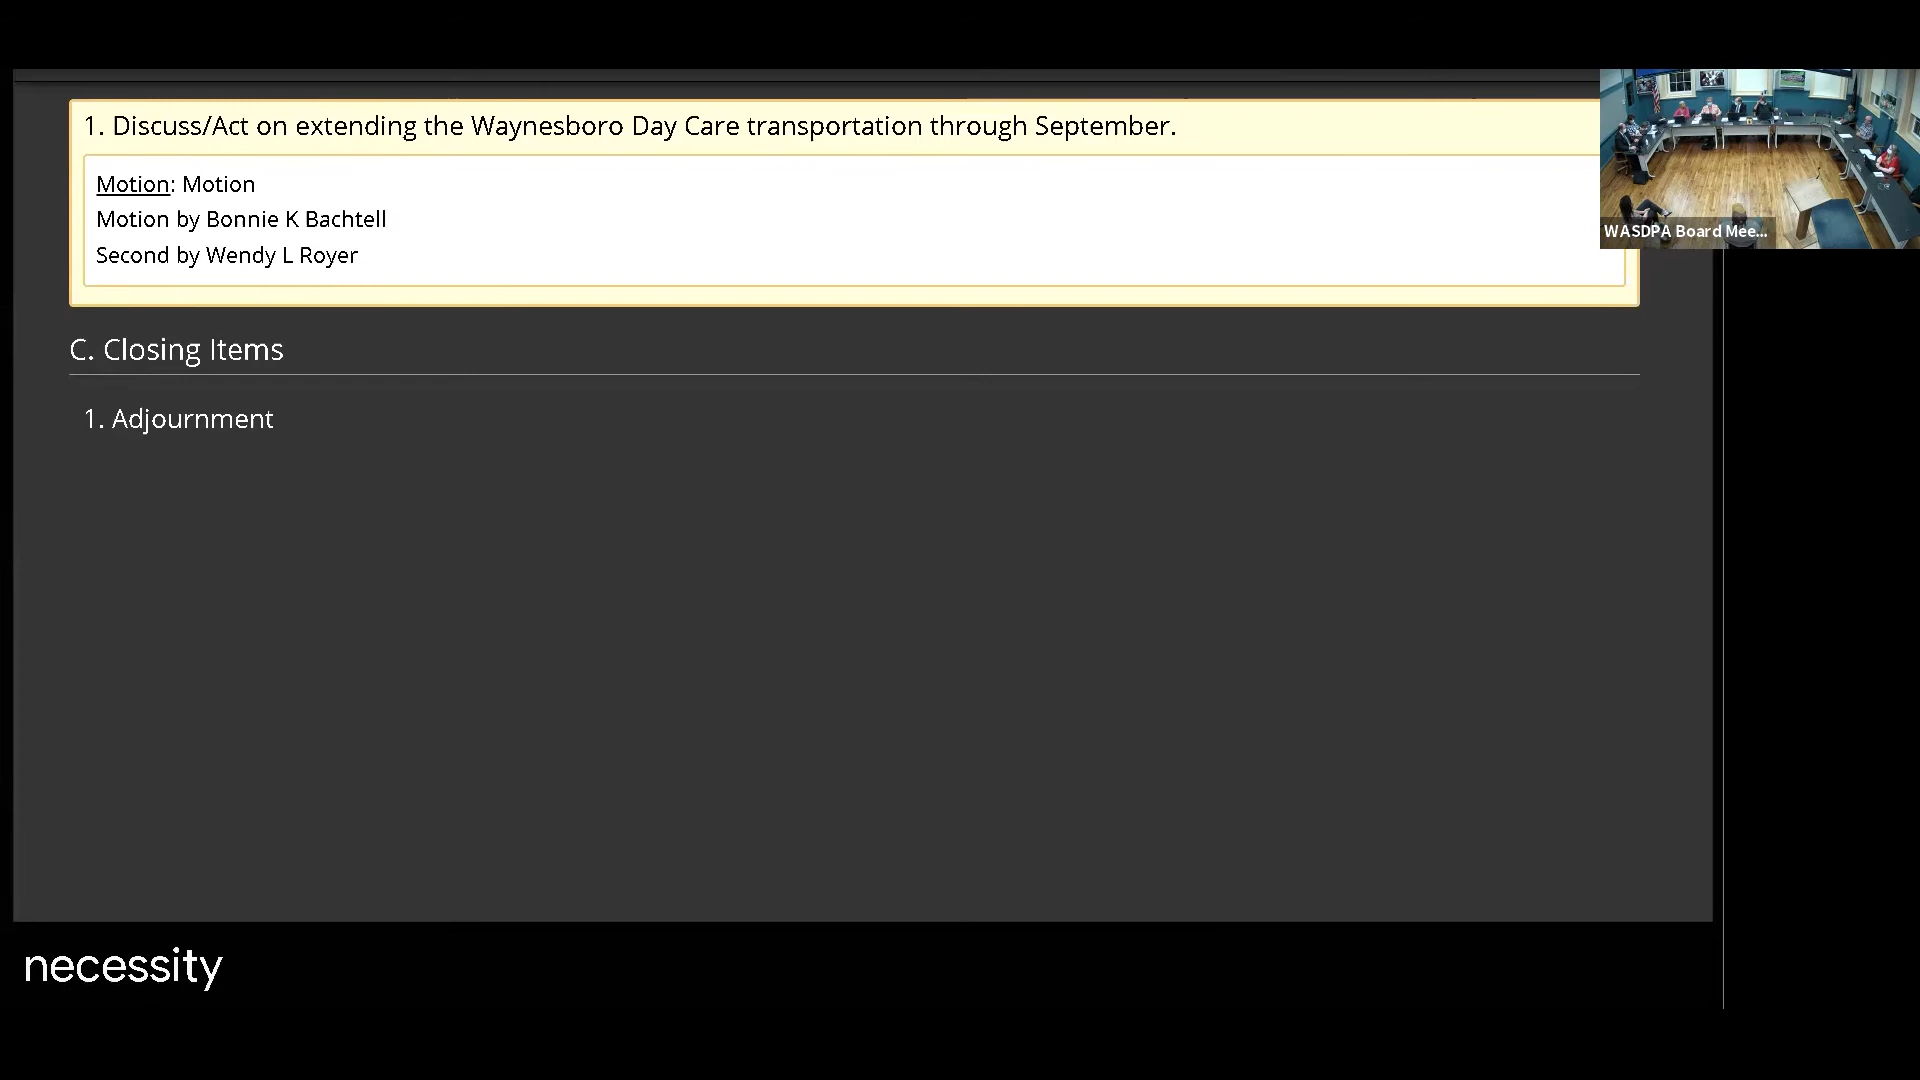 1. Discuss/Act on extending the Waynesboro Day Care transportation through September.
Motion: Motion
Motion by Bonnie K Bachtell
Second by Wendy L Royer
WASDPA Board Mee...
C. Closing Items
1. Adjournment
necessity